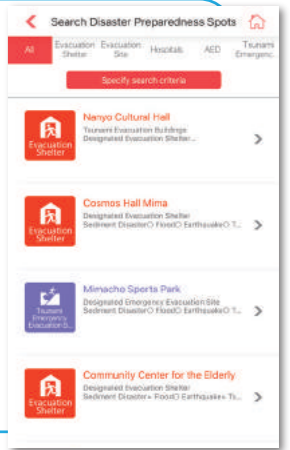 Search Disaster Preparedness Spots
All
Evacuation Shelter
Evacuation Site
Hospitals
AED
Tsunami Emergenc...
Specify search criteria
Evacuation Shelter
Nanyo Cultural Hall
Tsunami Evacuation Buildings
Designated Evacuation Shelter...
Evacuation Shelter
Cosmos Hall Mima
Designated Evacuation Shelter
Sediment Disaster○ Flood○ Earthquake○ T...
Tsunami Emergency Evacuation S...
Mimacho Sports Park
Designated Emergency Evacuation Site
Sediment Disaster○ Flood○ Earthquake○ T...
Evacuation Shelter
Community Center for the Elderly
Designated Evacuation Shelter
Sediment Disaster× Flood○ Earthquake× Ts...